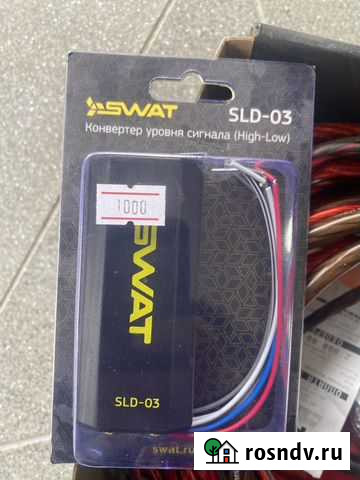 SWAT
SLD-03
Конвертер уровня сигнала (High-Low)
1000
SWAT
SLD-03
swat.ru
rosndv.ru